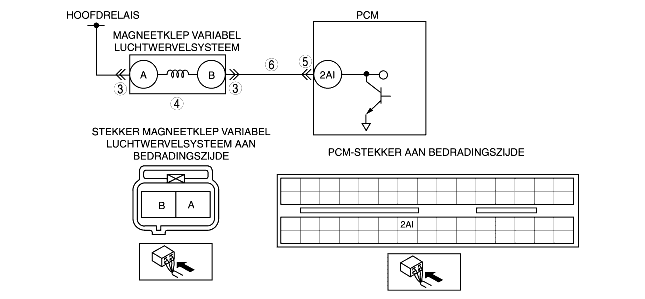 HOOFDRELAIS
PCM
MAGNEETKLEP VARIABEL
LUCHTWERVELSYSTEEM
A
B
6
5
2AI
3
3
4
STEKKER MAGNEETKLEP VARIABEL
LUCHTWERVELSYSTEEM AAN
BEDRADINGSZIJDE
PCM-STEKKER AAN BEDRADINGSZIJDE
B
A
2AI